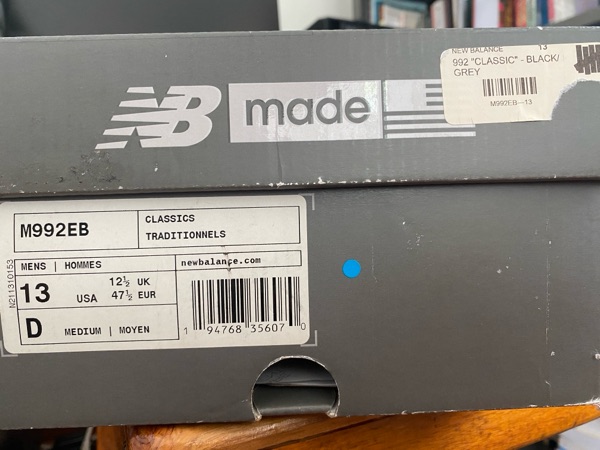 NEW BALANCE 13
992 "CLASSIC" - BLACK/
GREY
M992EB--13
NB
made
M992EB
CLASSICS
TRADITIONNELS
MENS | HOMMES
newbalance.com
13
USA
12½ UK
47½ EUR
D
MEDIUM | MOYEN
1 94768 35607 0
N211310153